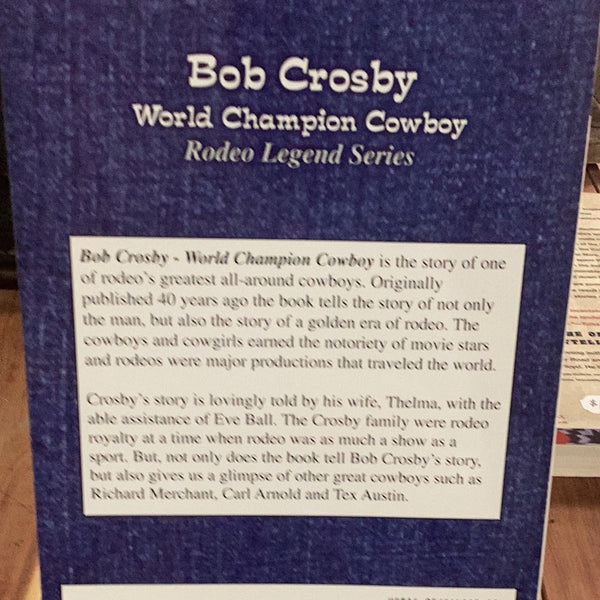 Bob Crosby
World Champion Cowboy
Rodeo Legend Series
Bob Crosby - World Champion Cowboy is the story of one
of rodeo's greatest all-around cowboys. Originally
published 40 years ago the book tells the story of not only
the man, but also the story of a golden era of rodeo. The
cowboys and cowgirls earned the notoriety of movie stars
and rodeos were major productions that traveled the world.
Crosby's story is lovingly told by his wife, Thelma, with the
able assistance of Eve Ball. The Crosby family were rodeo
royalty at a time when rodeo was as much a show as a
sport. But, not only does the book tell Bob Crosby's story,
but also gives us a glimpse of other great cowboys such as
Richard Merchant, Carl Arnold and Tex Austin.
$